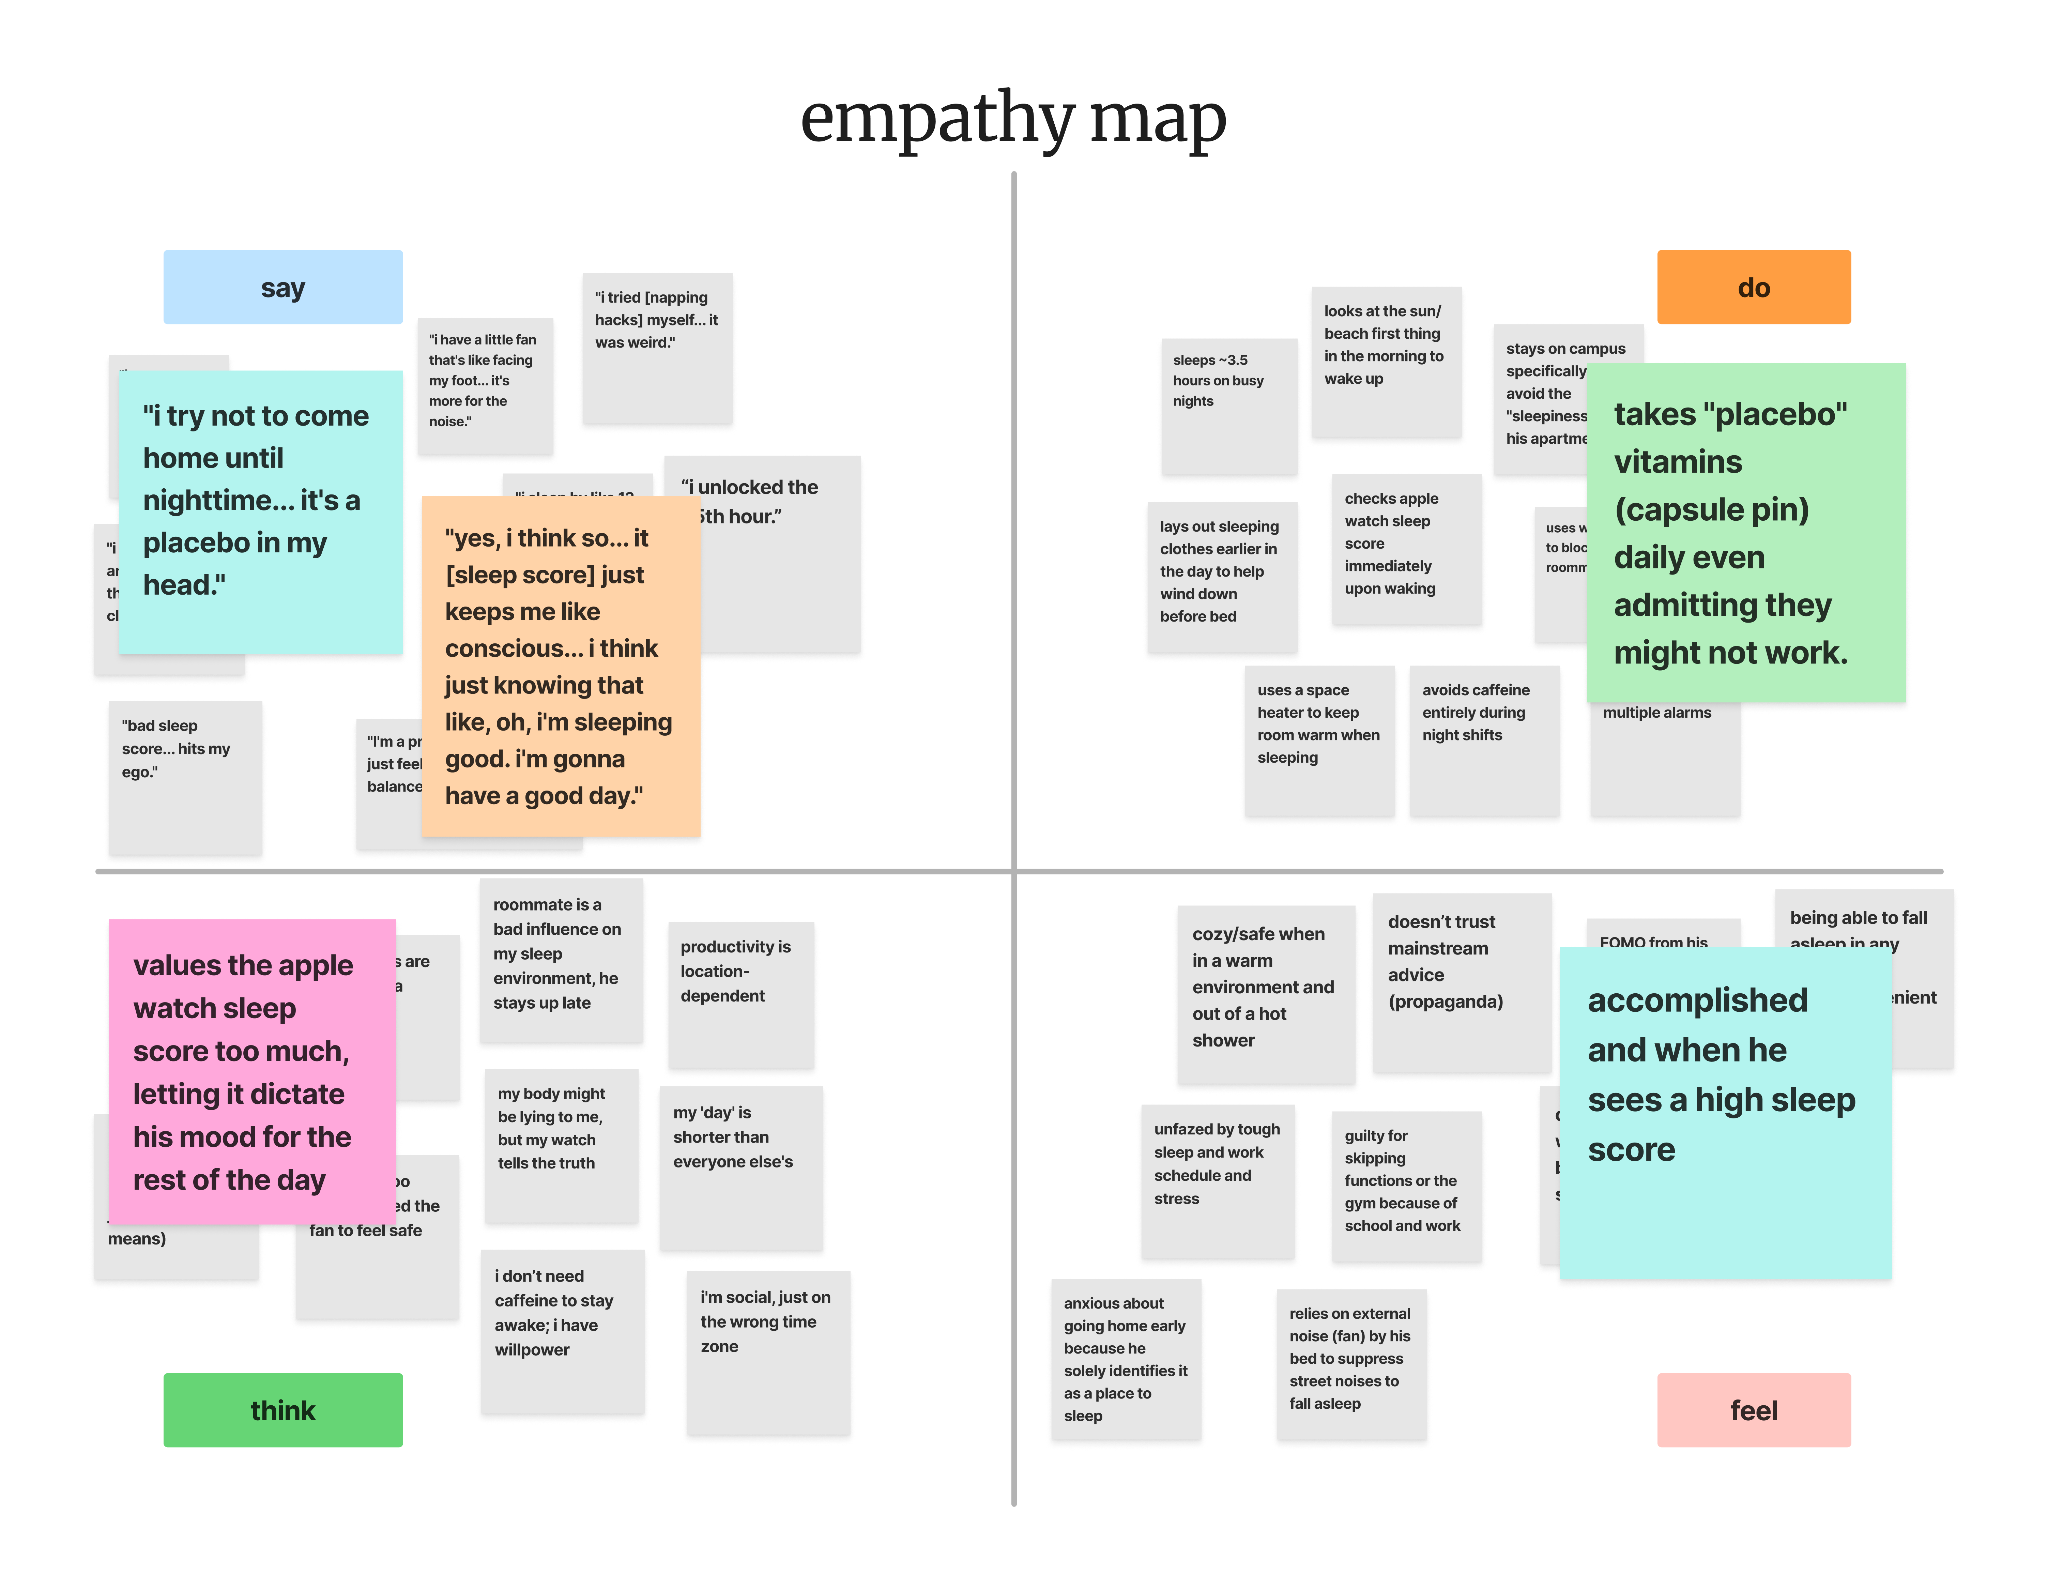 empathy map
say
"i tried [napping
hacks] myself... it
was weird."
"i have a little fan
that's like facing
my foot... it's
more for the
noise."
"i try not to come
home until
nighttime... it's a
placebo in my
head."
"i
"i unlocked the
5th hour."
"yes, i think so... it
[sleep score] just
keeps me like
conscious... i think
just knowing that
like, oh, i'm sleeping
good. i'm gonna
have a good day."
"bad sleep
score... hits my
ego."
"I'm a
just feel
balance
do
looks at the sun/
beach first thing
in the morning to
wake up
sleeps ~3.5
hours on busy
nights
stays on campus
specifically
avoid the
"sleepiness
his
takes "placebo"
vitamins
(capsule pin)
daily even
admitting they
might not work.
checks apple
watch sleep
score
immediately
upon waking
lays out sleeping
clothes earlier in
the day to help
wind down
before bed
uses
to
uses a space
heater to keep
room warm when
sleeping
avoids caffeine
entirely during
night shifts
multiple alarms
values the apple
watch sleep
score too much,
letting it dictate
his mood for the
rest of the day
are
a
roommate is a
bad influence on
my sleep
environment, he
stays up late
productivity is
location-
dependent
my body might
be lying to me,
but my watch
tells the truth
my 'day' is
shorter than
everyone else's
means)
the
fan to feel safe
i don't need
caffeine to stay
awake; i have
willpower
i'm social, just on
the wrong time
zone
think
cozy/safe when
in a warm
environment and
out of a hot
shower
doesn't trust
mainstream
advice
(propaganda)
FOMO from his
being able to fall
asleep in any
accomplished
and when he
sees a high sleep
score
unfazed by tough
sleep and work
schedule and
stress
guilty for
skipping
functions or the
gym because of
school and work
anxious about
going home early
because he
solely identifies it
as a place to
sleep
relies on external
noise (fan) by his
bed to suppress
street noises to
fall asleep
feel